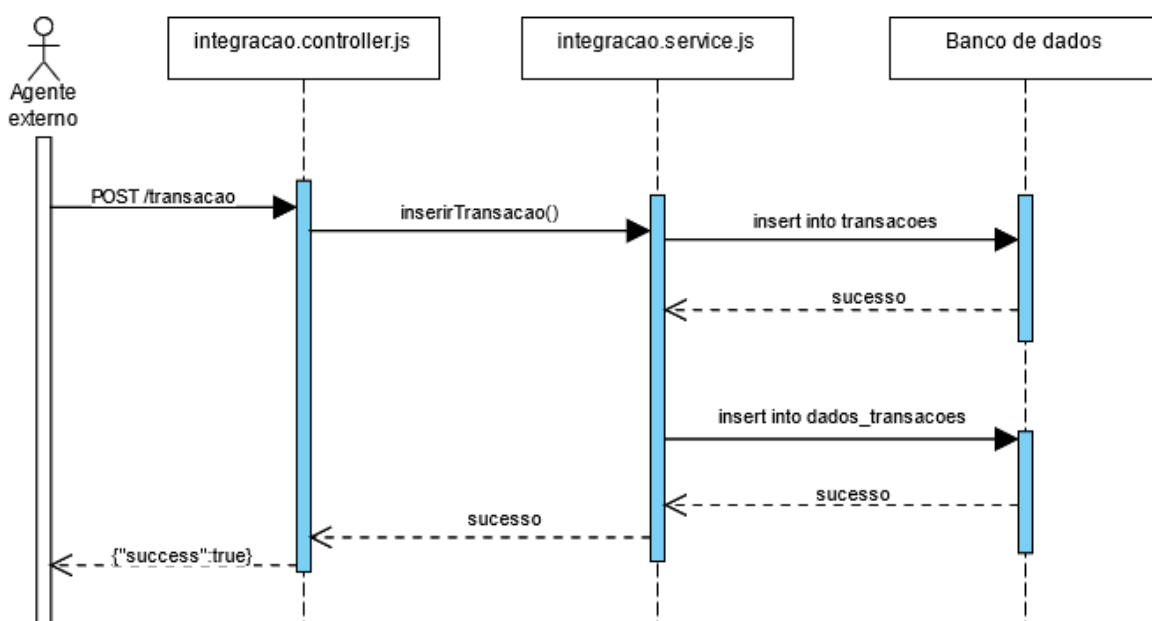 integracao.controller.js
integracao.service.js
Banco de dados
Agente
externo
POST /transacao
inserirTransacao()
insert into transacoes
sucesso
insert into dados_transacoes
sucesso
sucesso
{"success":true}